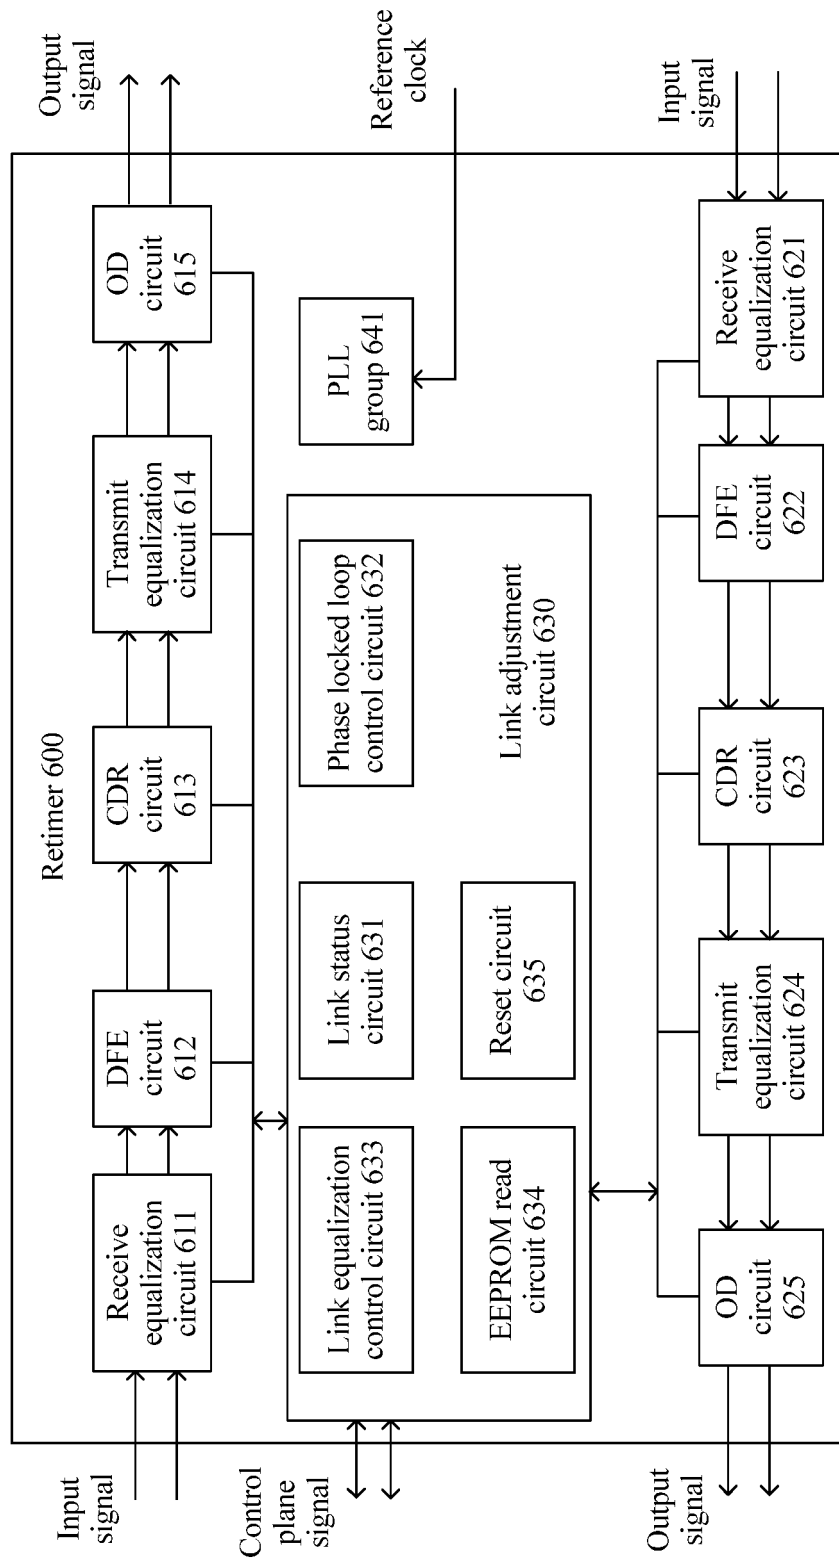 Retimer 600
Input
signal
Receive
equalization
circuit 611
DFE
circuit
612
CDR
circuit
613
Transmit
equalization
circuit 614
OD
circuit
615
Output
signal
Control
plane
signal
Link equalization
control circuit 633
Link status
circuit 631
Phase locked loop
control circuit 632
PLL
group 641
Reference
clock
EEPROM read
circuit 634
Reset circuit
635
Link adjustment
circuit 630
Output
signal
OD
circuit
625
Transmit
equalization
circuit 624
CDR
circuit
623
DFE
circuit
622
Receive
equalization
circuit 621
Input
signal